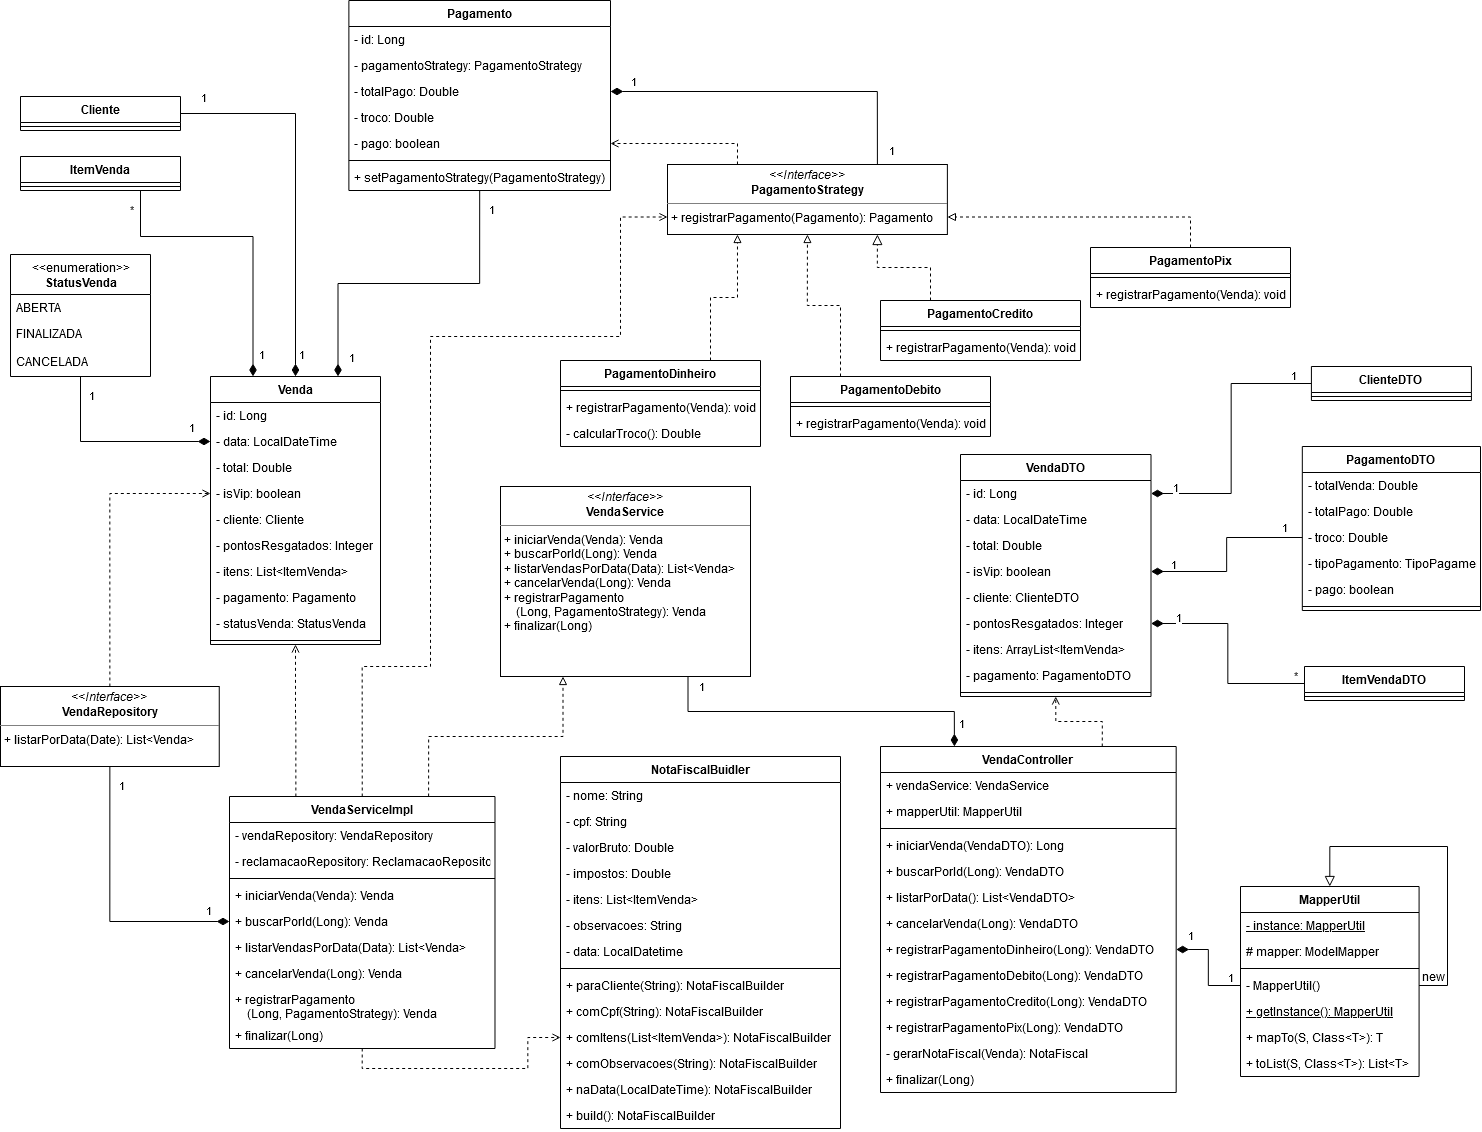 Pagamento
- id: Long
- pagamentoStrategy: PagamentoStrategy
- totalPago: Double
- troco: Double
- pago: boolean
+ setPagamentoStrategy(PagamentoStrategy)
1
1
1
Cliente
1
ItemVenda
*
<<enumeration>>
StatusVenda
ABERTA
FINALIZADA
CANCELADA
1
1
1
1
1
<<Interface>>
PagamentoStrategy
+ registrarPagamento(Pagamento): Pagamento
PagamentoPix
+ registrarPagamento(Venda): void
PagamentoCredito
+ registrarPagamento(Venda): void
PagamentoDinheiro
+ registrarPagamento(Venda): void
- calcularTroco(): Double
PagamentoDebito
+ registrarPagamento(Venda): void
Venda
- id: Long
- data: LocalDateTime
- total: Double
- isVip: boolean
- cliente: Cliente
- pontosResgatados: Integer
- itens: List<ItemVenda>
- pagamento: Pagamento
- statusVenda: StatusVenda
<<Interface>>
VendaService
+ iniciarVenda(Venda): Venda
+ buscarPorId(Long): Venda
+ listarVendasPorData(Data): List<Venda>
+ cancelarVenda(Long): Venda
+ registrarPagamento
(Long, PagamentoStrategy): Venda
+ finalizar(Long)
1
1
VendaDTO
- id: Long
- data: LocalDateTime
- total: Double
- isVip: boolean
- cliente: ClienteDTO
- pontosResgatados: Integer
- itens: ArrayList<ItemVenda>
- pagamento: PagamentoDTO
1
1
1
1
1
*
ClienteDTO
PagamentoDTO
- totalVenda: Double
- totalPago: Double
- troco: Double
- tipoPagamento: TipoPagame
- pago: boolean
ItemVendaDTO
<<Interface>>
VendaRepository
+ listarPorData(Date): List<Venda>
1
1
VendaServiceImpl
- vendaRepository: VendaRepository
- reclamacaoRepository: ReclamacaoReposito
+ iniciarVenda(Venda): Venda
+ buscarPorId(Long): Venda
+ listarVendasPorData(Data): List<Venda>
+ cancelarVenda(Long): Venda
+ registrarPagamento
(Long, PagamentoStrategy): Venda
+ finalizar(Long)
NotaFiscalBuidler
- nome: String
- cpf: String
- valorBruto: Double
- impostos: Double
- itens: List<ItemVenda>
- observacoes: String
- data: LocalDatetime
+ paraCliente(String): NotaFiscalBuilder
+ comCpf(String): NotaFiscalBuilder
+ comItens(List<ItemVenda>): NotaFiscalBuilder
+ comObservacoes(String): NotaFiscalBuilder
+ naData(LocalDateTime): NotaFiscalBuilder
+ build(): NotaFiscalBuilder
VendaController
+ vendaService: VendaService
+ mapperUtil: MapperUtil
+ iniciarVenda(VendaDTO): Long
+ buscarPorId(Long): VendaDTO
+ listarPorData(): List<VendaDTO>
+ cancelarVenda(Long): VendaDTO
+ registrarPagamentoDinheiro(Long): VendaDTO
+ registrarPagamentoDebito(Long): VendaDTO
+ registrarPagamentoCredito(Long): VendaDTO
+ registrarPagamentoPix(Long): VendaDTO
- gerarNotaFiscal(Venda): NotaFiscal
+ finalizar(Long)
1
1
MapperUtil
- instance: MapperUtil
# mapper: ModelMapper
- MapperUtil()
+ getInstance(): MapperUtil
+ mapTo(S, Class<T>): T
+ toList(S, Class<T>): List<T>
new